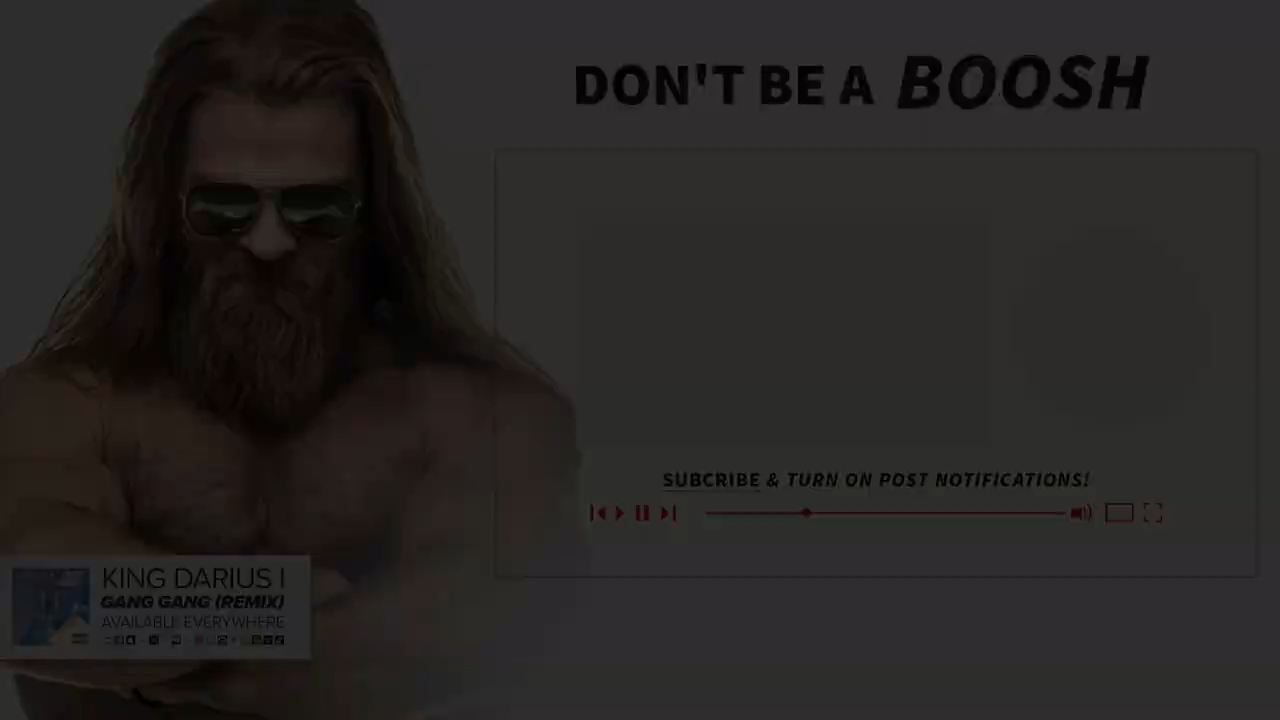 DON'T BE A BOOSH
SUBCRIBE & TURN ON POST NOTIFICATIONS!
KING DARIUS I
GANG GANG (REMIX)
AVAILABLE EVERYWHERE